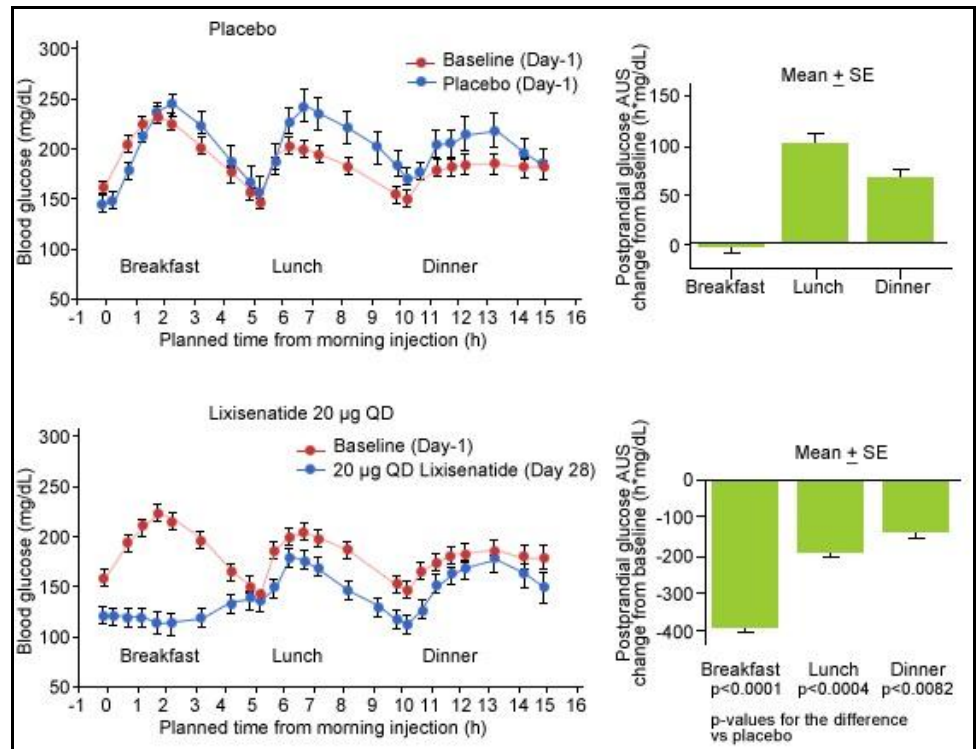 Placebo
Baseline (Day-1)
Placebo (Day-1)
Blood glucose (mg/dL)
300
250
200
150
100
50
Breakfast
Lunch
Dinner
-1 0 1 2 3 4 5 6 7 8 9 10 11 12 13 14 15 16
Planned time from morning injection (h)
Mean ± SE
Postprandial glucose AUS
change from baseline (h*mg/dL)
150
100
50
0
Breakfast Lunch Dinner
Lixisenatide 20 µg QD
Baseline (Day-1)
20 µg QD Lixisenatide (Day 28)
Blood glucose (mg/dL)
300
250
200
150
100
50
Breakfast
Lunch
Dinner
-1 0 1 2 3 4 5 6 7 8 9 10 11 12 13 14 15 16
Planned time from morning injection (h)
Mean ± SE
Postprandial glucose AUS
change from baseline (h*mg/dL)
0
-100
-200
-300
-400
Breakfast Lunch Dinner
p<0.0001 p<0.0004 p<0.0082
p-values for the difference
vs placebo